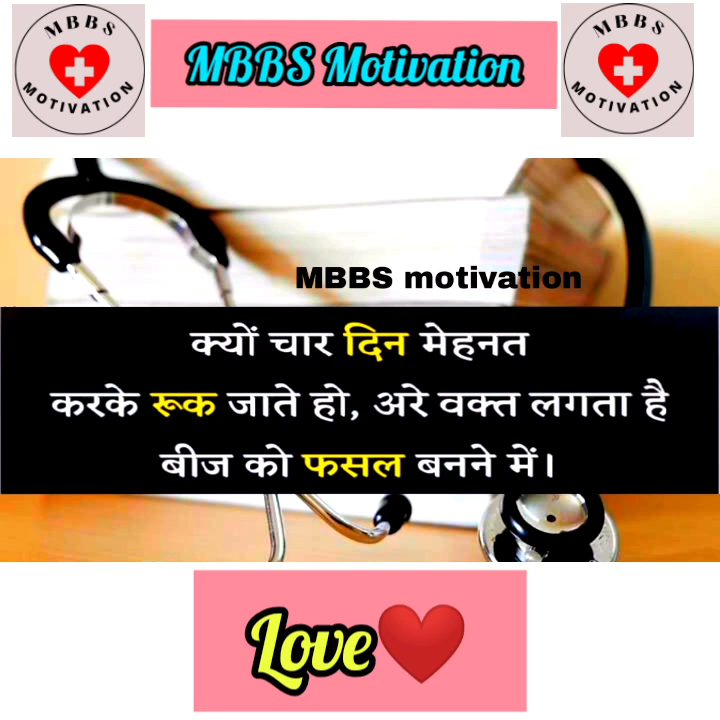 MBBS
MOTIVATION
MBBS Motivation
MBBS
MOTIVATION
MBBS motivation
क्यों चार दिन मेहनत
करके रूक जाते हो, अरे वक्त लगता है
बीज को फसल बनने में।
Love❤️